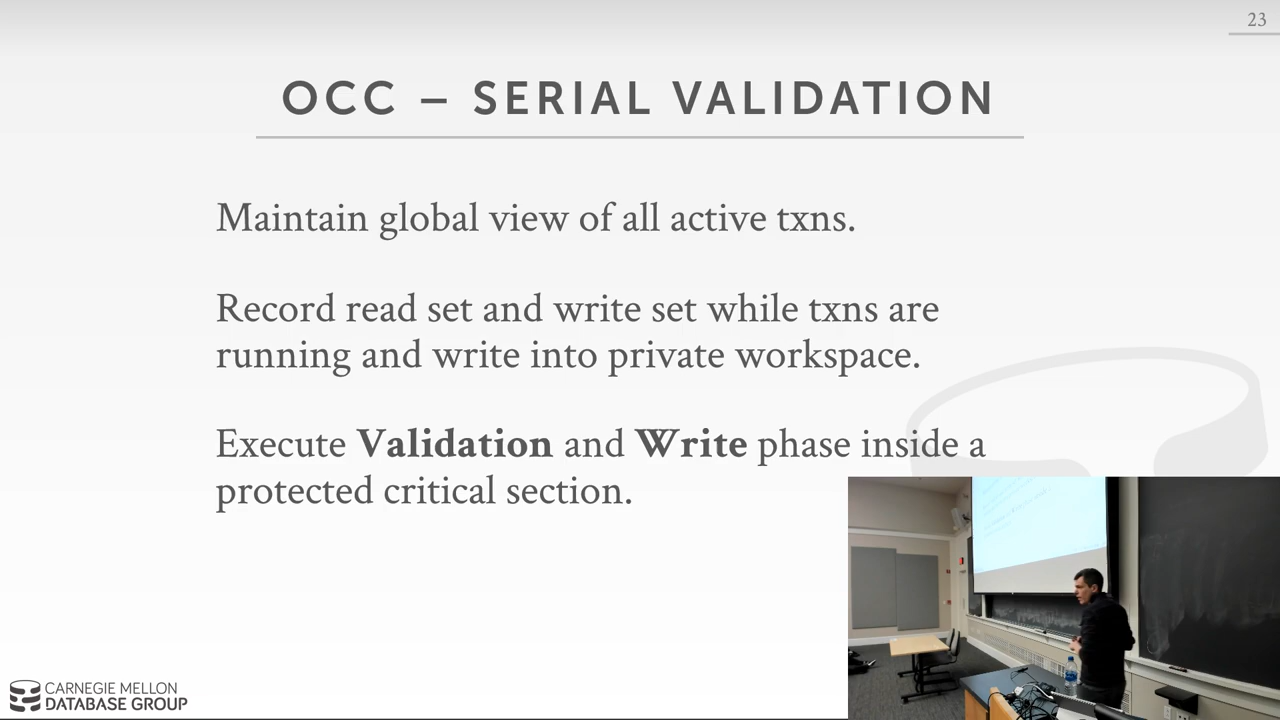 23
OCC – SERIAL VALIDATION
Maintain global view of all active txns.
Record read set and write set while txns are
running and write into private workspace.
Execute Validation and Write phase inside a
protected critical section.
CARNEGIE MELLON
DATABASE GROUP